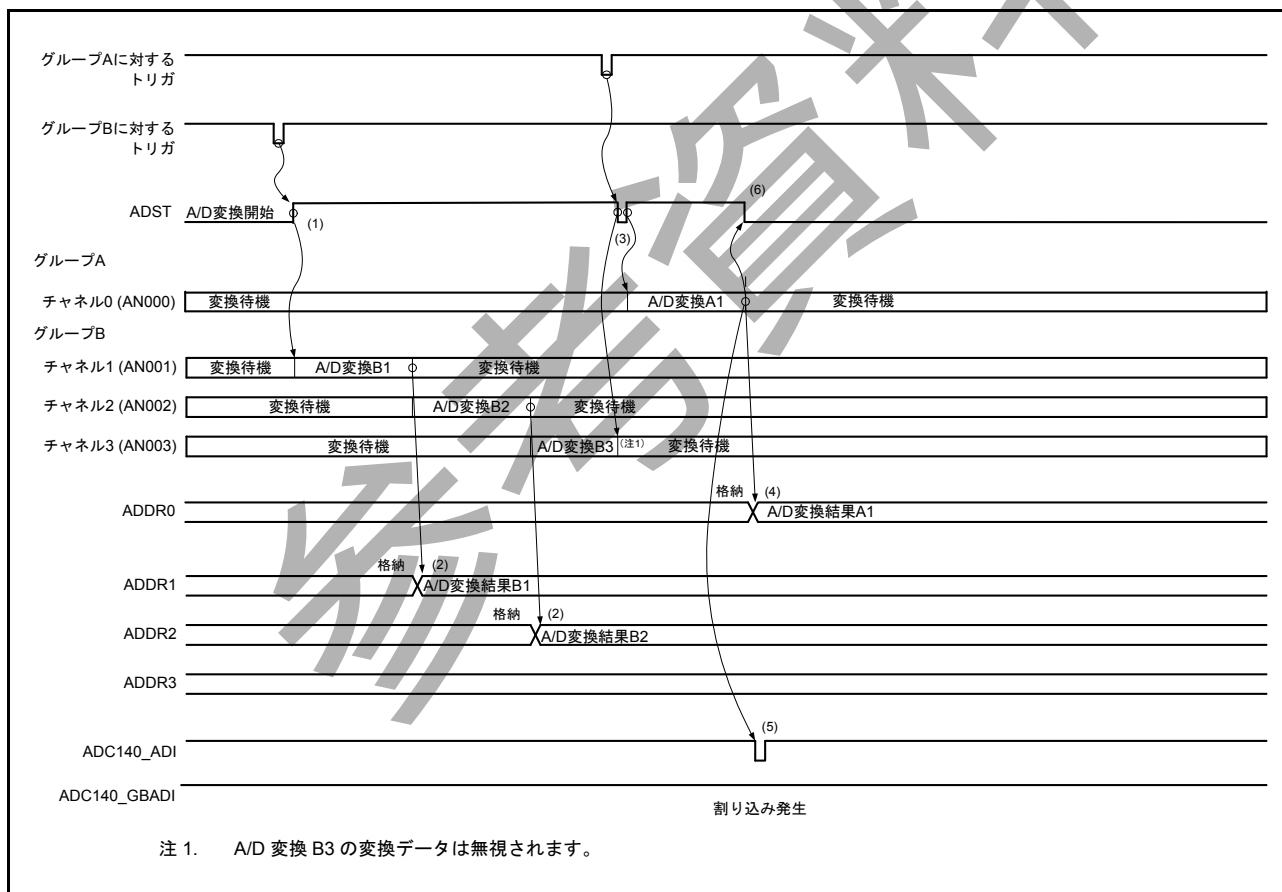 グループAに対する
トリガ
グループBに対する
トリガ
ADST A/D変換開始 (1) (3) (6)
グループA
チャネル0 (AN000) 変換待機 A/D変換A1 変換待機
グループB
チャネル1 (AN001) 変換待機 A/D変換B1 変換待機
チャネル2 (AN002) 変換待機 A/D変換B2 変換待機
チャネル3 (AN003) 変換待機 A/D変換B3 (注1) 変換待機
格納 (4)
ADDR0 A/D変換結果A1
格納 (2)
ADDR1 A/D変換結果B1
格納 (2)
ADDR2 A/D変換結果B2
ADDR3
(5)
ADC140_ADI
ADC140_GBADI
割り込み発生
注 1. A/D 変換 B3 の変換データは無視されます。
参考資料